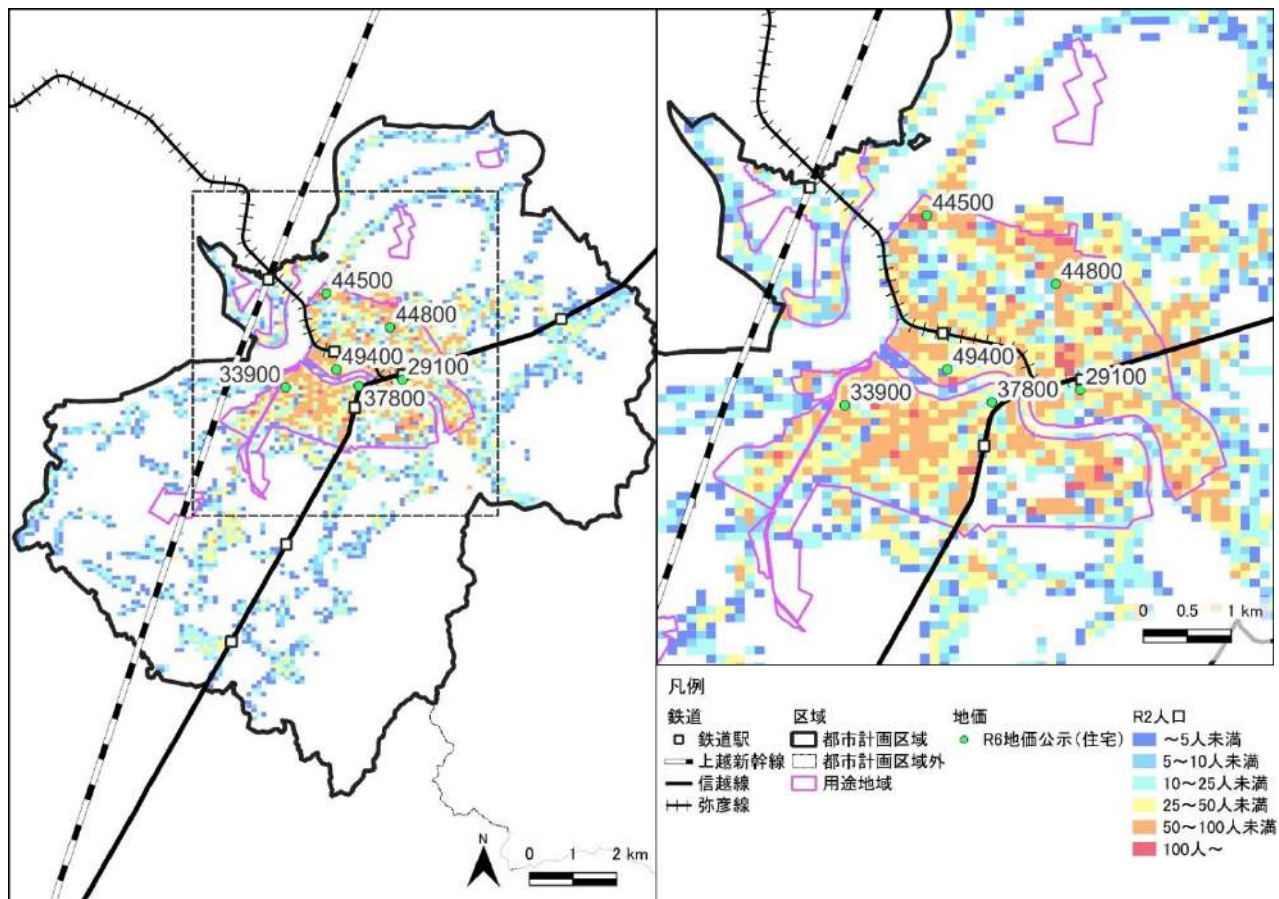 44500
44800
49400
33900
29100
37800
N
0 1 2 km
44500
44800
49400
33900
37800
29100
0 0.5 1 km
凡例
鉄道
鉄道駅
上越新幹線
信越線
弥彦線
区域
都市計画区域
都市計画区域外
用途地域
地価
R6地価公示(住宅)
R2人口
～5人未満
5～10人未満
10～25人未満
25～50人未満
50～100人未満
100人～